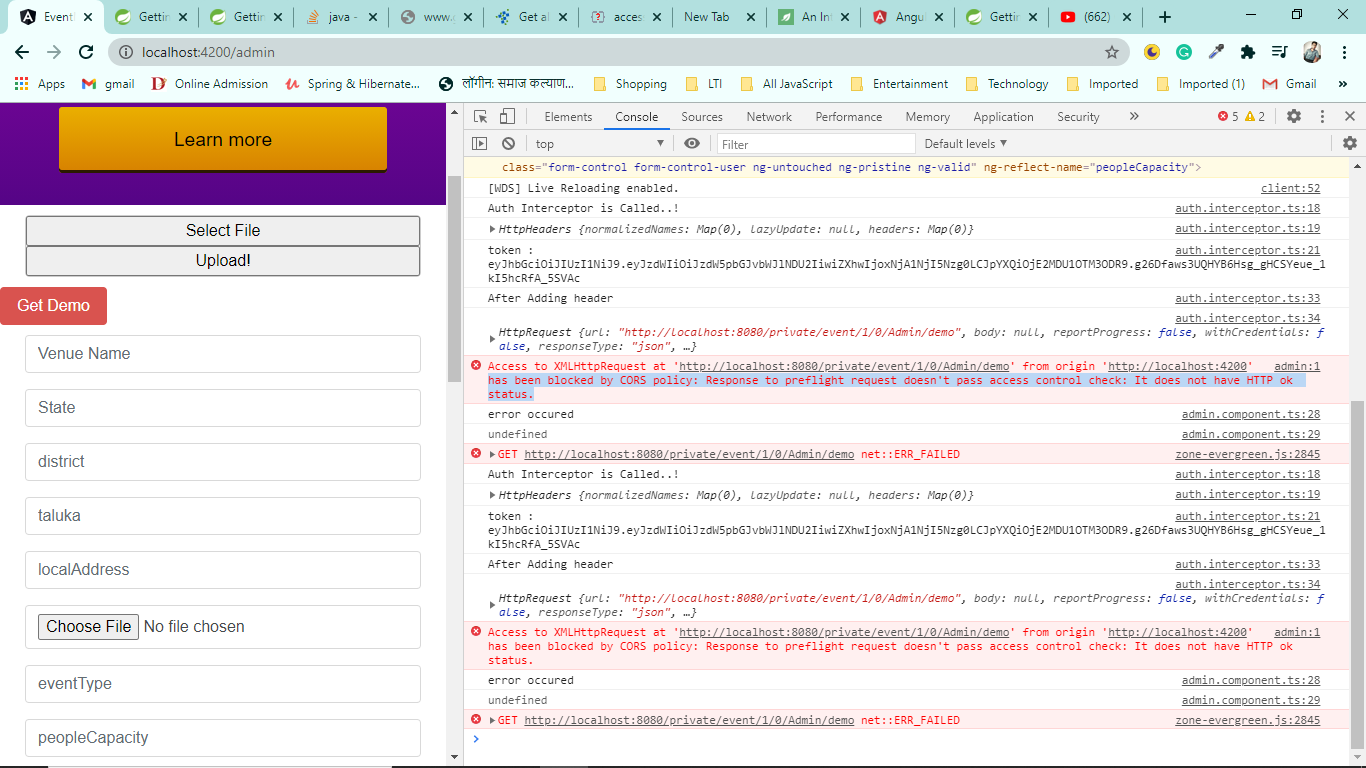 Event
Getting
Getting
java -
www.
Get al
acces
New Tab
An Int
Angul
Gettin
(662)
localhost:4200/admin
Apps
gmail
Online Admission
Spring & Hibernate...
लॉगीन: समाज कल्याण...
Shopping
LTI
All JavaScript
Entertainment
Technology
Imported
Imported (1)
Gmail
»
Learn more
Select File
Upload!
Get Demo
Venue Name
State
district
taluka
localAddress
Choose File No file chosen
eventType
peopleCapacity
Elements
Console
Sources
Network
Performance
Memory
Application
Security
»
5
2
top
Filter
Default levels
class="form-control form-control-user ng-untouched ng-pristine ng-valid" ng-reflect-name="peopleCapacity">
[WDS] Live Reloading enabled. client:52
Auth Interceptor is Called..! auth.interceptor.ts:18
HttpHeaders {normalizedNames: Map(0), lazyUpdate: null, headers: Map(0)} auth.interceptor.ts:19
token : auth.interceptor.ts:21
After Adding header auth.interceptor.ts:33
auth.interceptor.ts:34
HttpRequest {url: "http://localhost:8080/private/event/1/0/Admin/demo", body: null, reportProgress: false, withCredentials: f
alse, responseType: "json", …}
Access to XMLHttpRequest at 'http://localhost:8080/private/event/1/0/Admin/demo' from origin 'http://localhost:4200' admin:1
has been blocked by CORS policy: Response to preflight request doesn't pass access control check: It does not have HTTP ok
status.
error occured admin.component.ts:28
undefined admin.component.ts:29
GET http://localhost:8080/private/event/1/0/Admin/demo net::ERR_FAILED zone-evergreen.js:2845
Auth Interceptor is Called..! auth.interceptor.ts:18
HttpHeaders {normalizedNames: Map(0), lazyUpdate: null, headers: Map(0)} auth.interceptor.ts:19
token : auth.interceptor.ts:21
After Adding header auth.interceptor.ts:33
auth.interceptor.ts:34
HttpRequest {url: "http://localhost:8080/private/event/1/0/Admin/demo", body: null, reportProgress: false, withCredentials: f
alse, responseType: "json", …}
Access to XMLHttpRequest at 'http://localhost:8080/private/event/1/0/Admin/demo' from origin 'http://localhost:4200' admin:1
has been blocked by CORS policy: Response to preflight request doesn't pass access control check: It does not have HTTP ok
status.
error occured admin.component.ts:28
undefined admin.component.ts:29
GET http://localhost:8080/private/event/1/0/Admin/demo net::ERR_FAILED zone-evergreen.js:2845